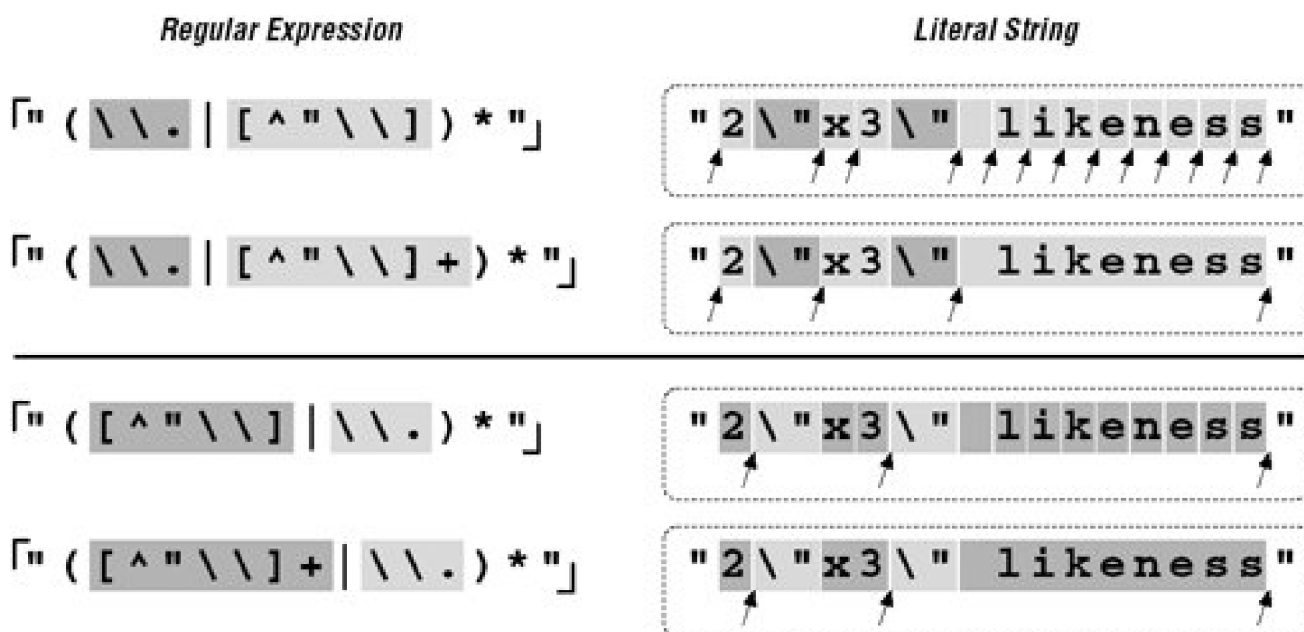 Regular Expression Literal String
⌈"(\\.|[^"\\])*"⌋ "2\"x3\" likeness"
⌈"(\\.|[^"\\]+)*"⌋ "2\"x3\" likeness"
⌈"([^"\\]|\\.)*"⌋ "2\"x3\" likeness"
⌈"([^"\\]+|\\.)*"⌋ "2\"x3\" likeness"